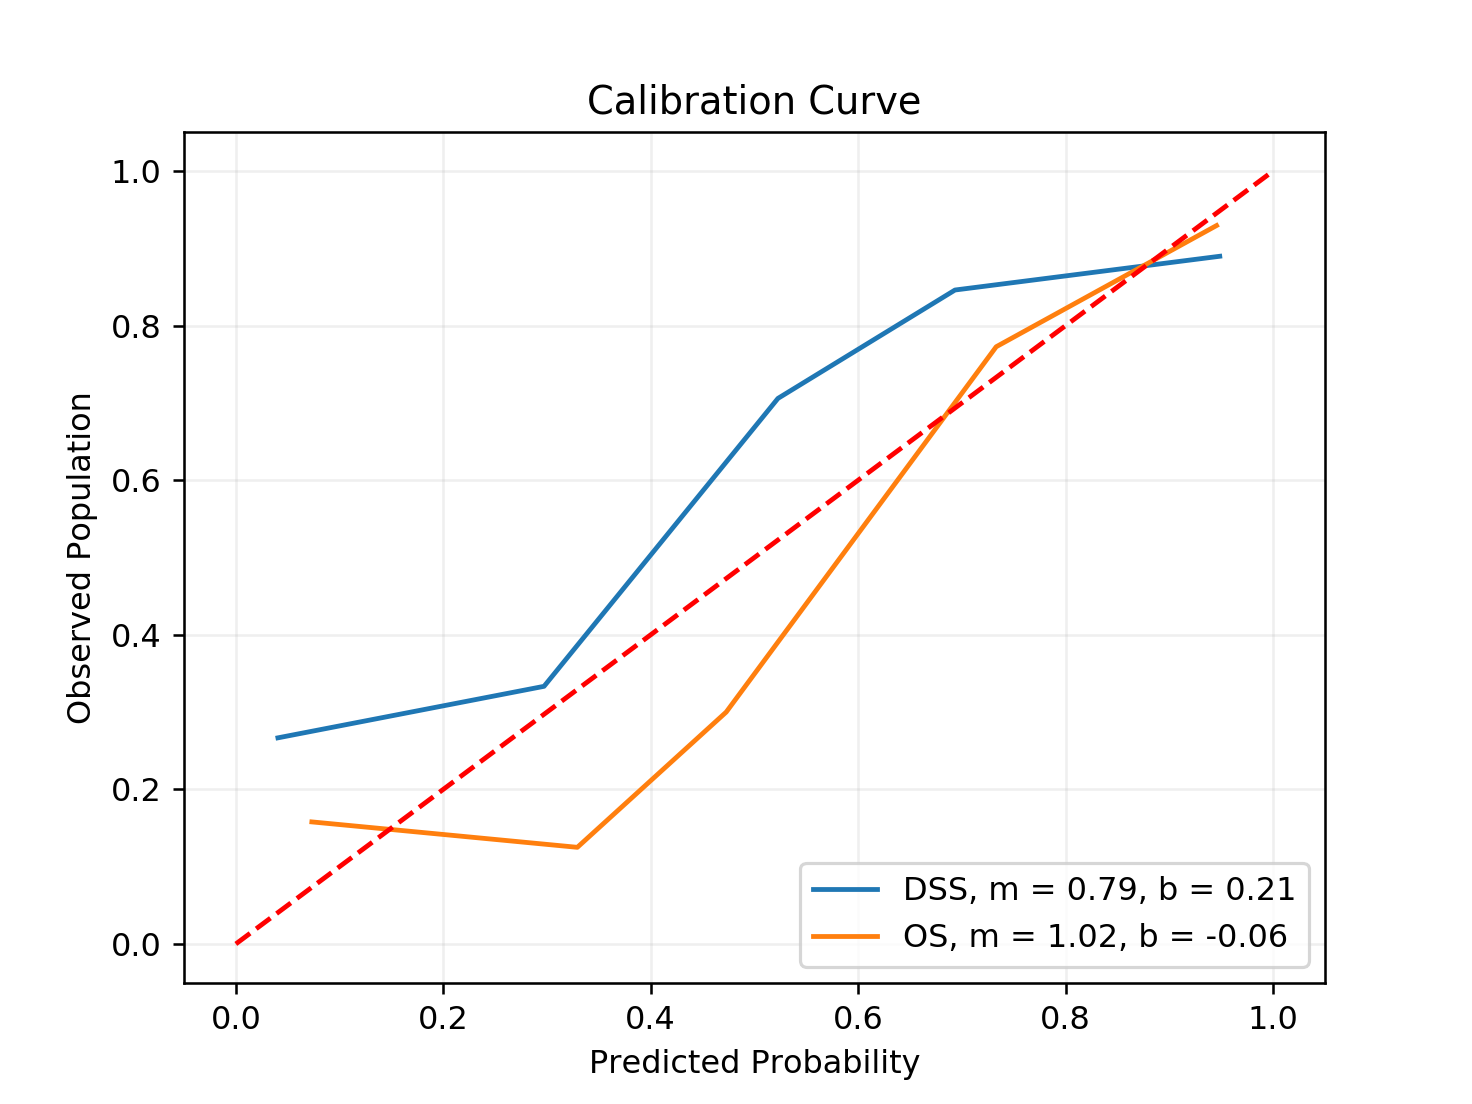 Calibration Curve
1.0
0.8
0.6
0.4
0.2
0.0
Observed Population
DSS, m = 0.79, b = 0.21
OS, m = 1.02, b = -0.06
0.0 0.2 0.4 0.6 0.8 1.0
Predicted Probability